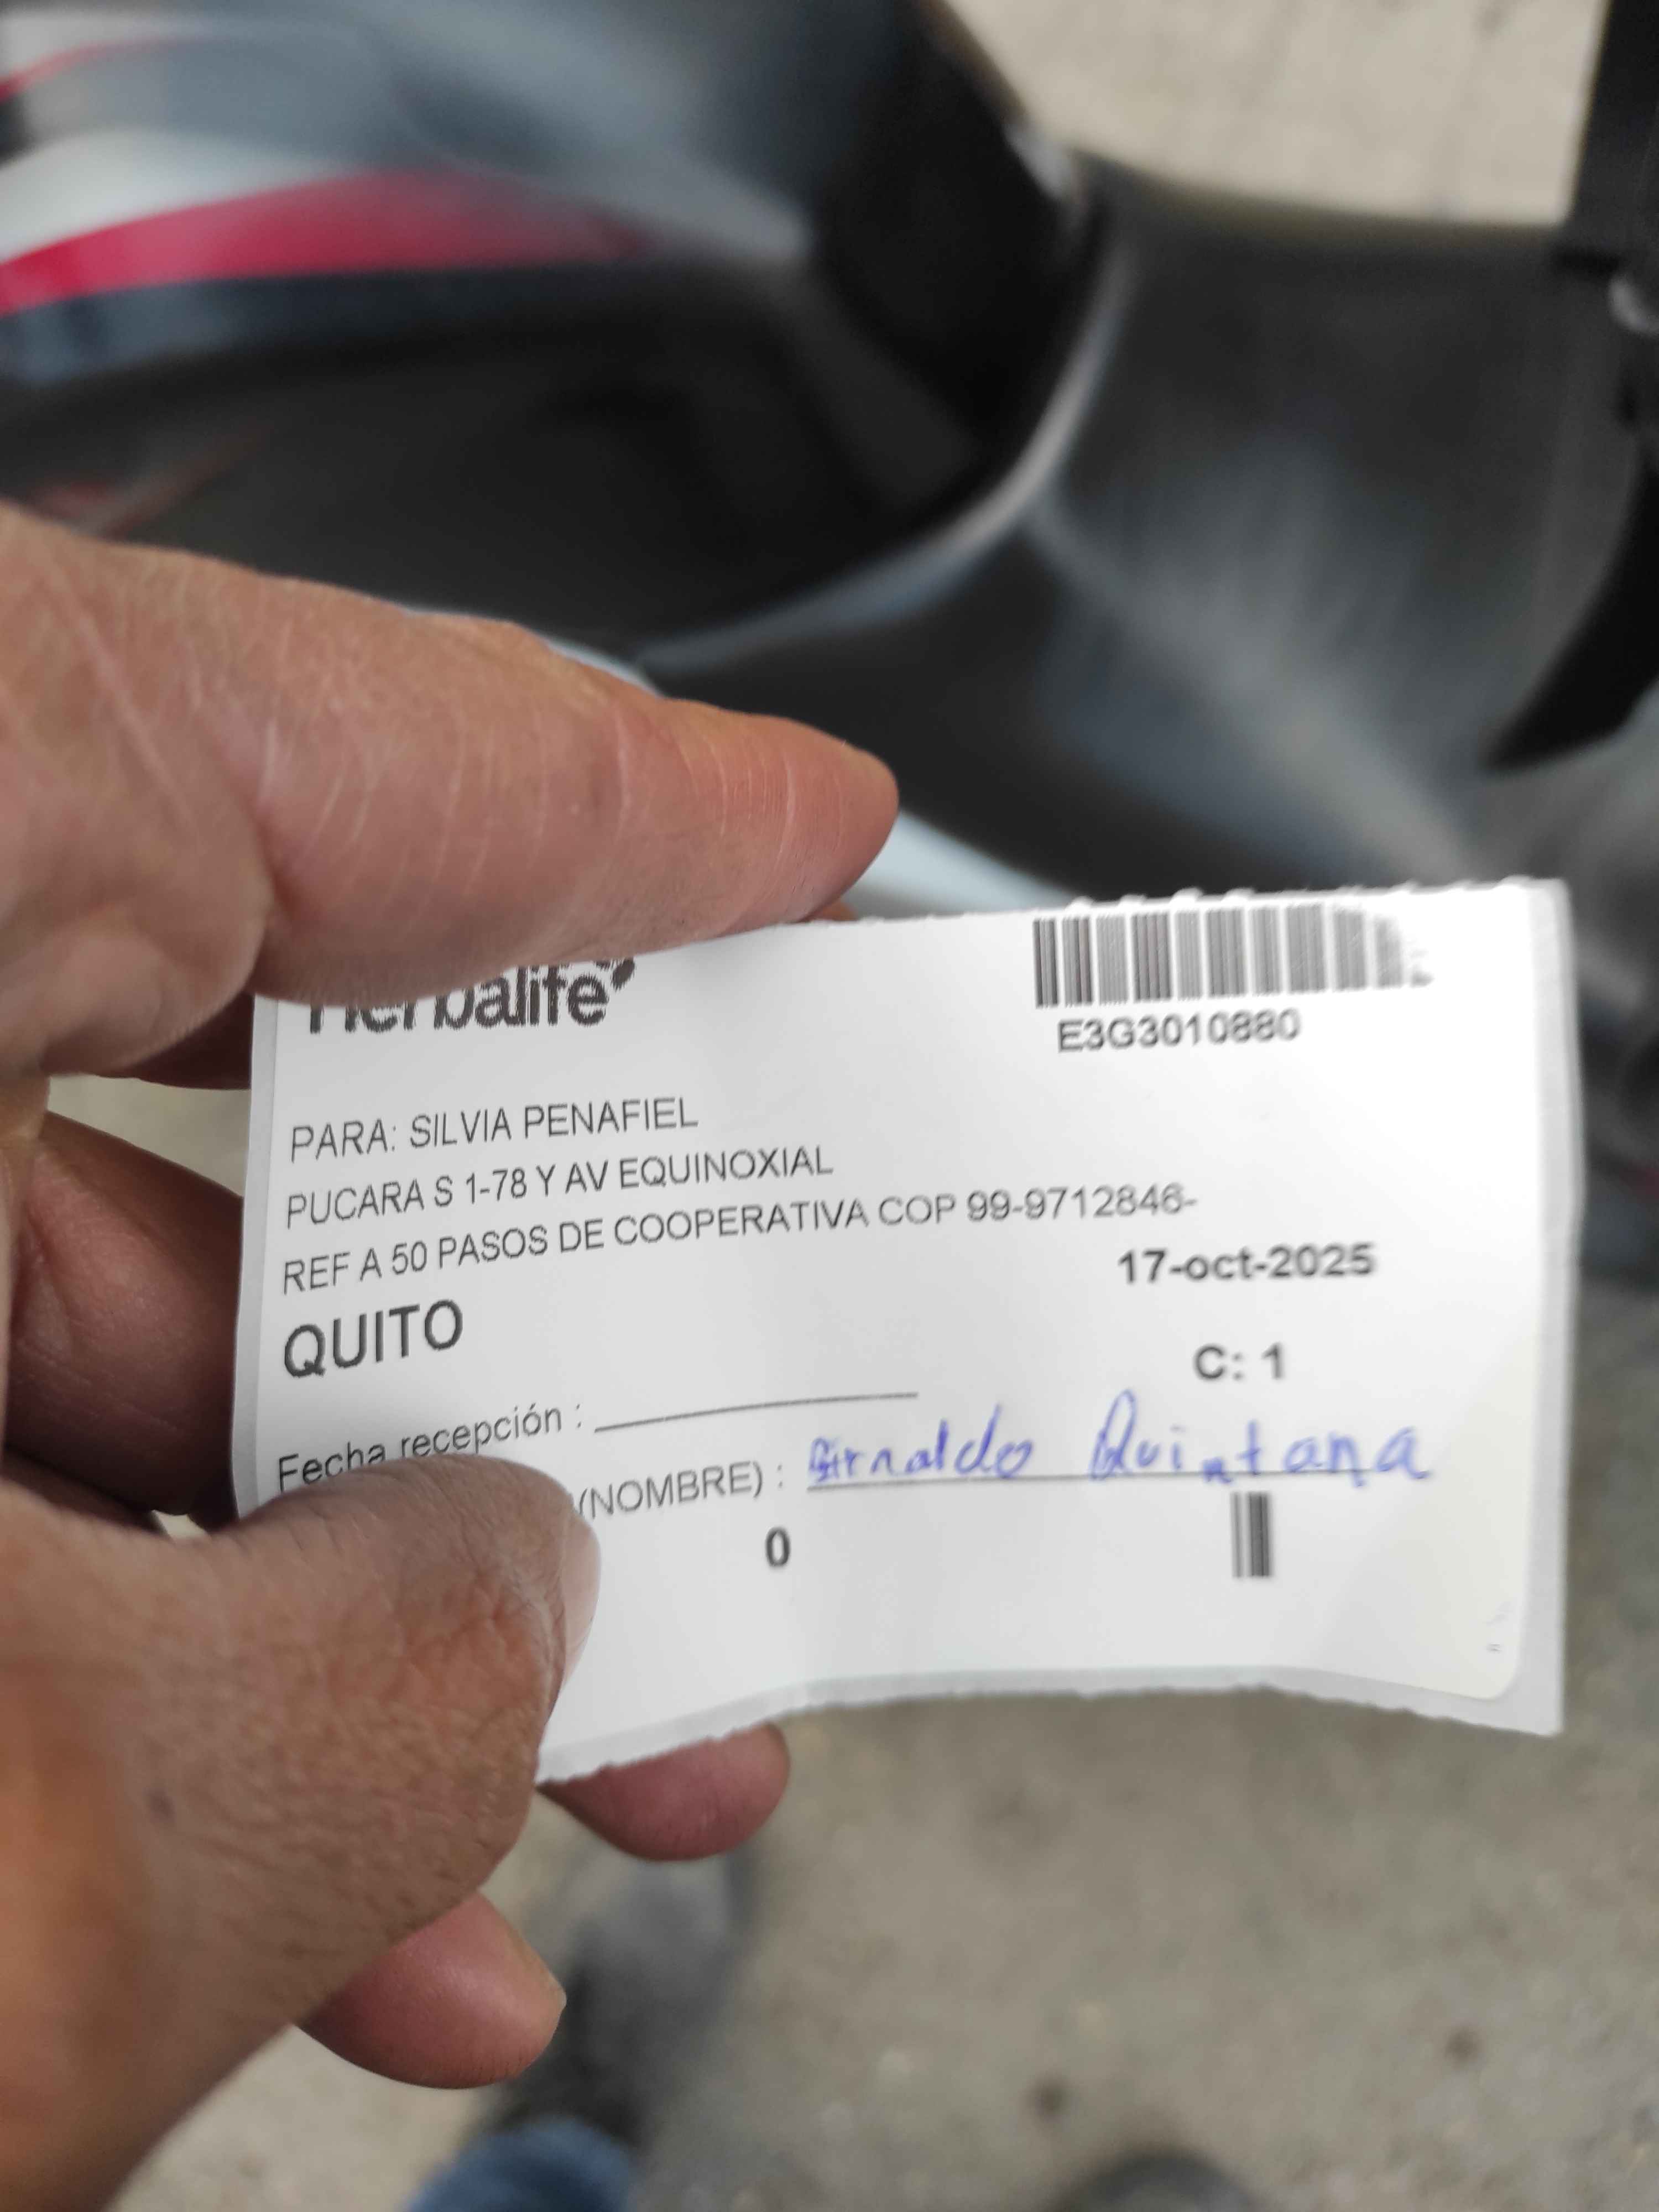 Herbalife
E3G3010880
PARA: SILVIA PENAFIEL
PUCARA S 1-78 Y AV EQUINOXIAL
REF A 50 PASOS DE COOPERATIVA COP 99-9712846-
17-oct-2025
QUITO
C: 1
Fecha recepción :
(NOMBRE) : Quintana
0